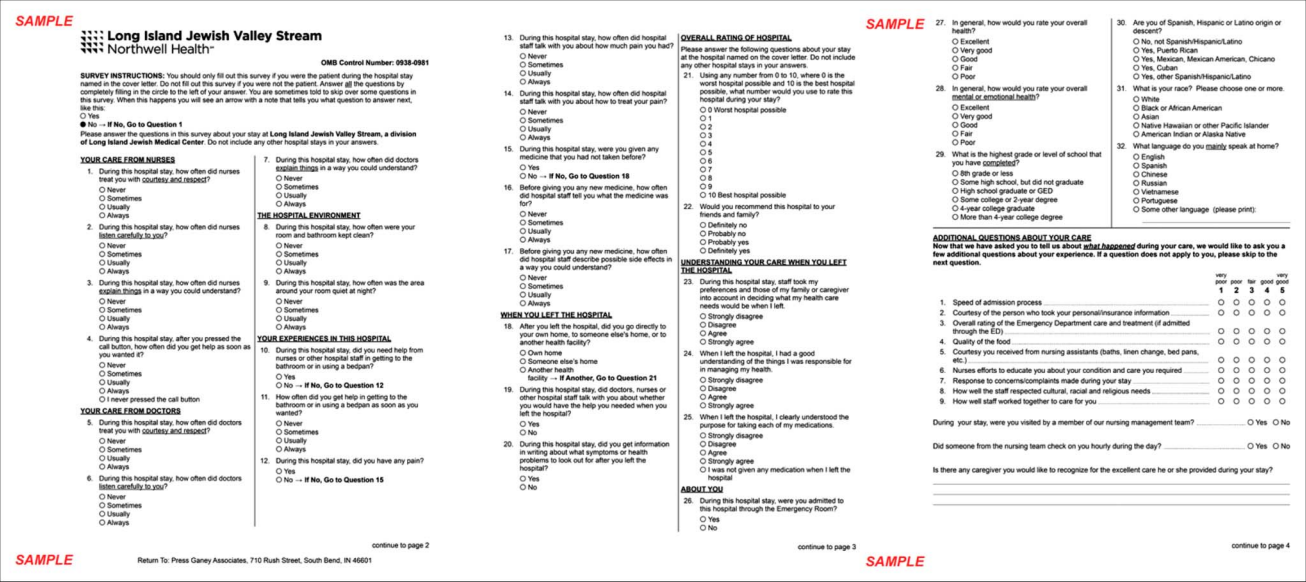 SAMPLE
Long Island Jewish Valley Stream
Northwell Health℠
OMB Control Number: 0938-0981
SURVEY INSTRUCTIONS: You should only fill out this survey if you were the patient during the hospital stay
named in the cover letter. Do not fill out this survey if you were not the patient. Answer all the questions by
completely filling in the circle to the left of your answer. You are sometimes told to skip over some questions in
this survey. When this happens you will see an arrow with a note that tells you what question to answer next,
like this:
O Yes
● No → If No, Go to Question 1
Please answer the questions in this survey about your stay at Long Island Jewish Valley Stream, a division
of Long Island Jewish Medical Center. Do not include any other hospital stays in your answers.
YOUR CARE FROM NURSES
1. During this hospital stay, how often did nurses
treat you with courtesy and respect?
O Never
O Sometimes
O Usually
O Always
2. During this hospital stay, how often did nurses
listen carefully to you?
O Never
O Sometimes
O Usually
O Always
3. During this hospital stay, how often did nurses
explain things in a way you could understand?
O Never
O Sometimes
O Usually
O Always
4. During this hospital stay, after you pressed the
call button, how often did you get help as soon as
you wanted it?
O Never
O Sometimes
O Usually
O Always
O I never pressed the call button
YOUR CARE FROM DOCTORS
5. During this hospital stay, how often did doctors
treat you with courtesy and respect?
O Never
O Sometimes
O Usually
O Always
6. During this hospital stay, how often did doctors
listen carefully to you?
O Never
O Sometimes
O Usually
O Always
7. During this hospital stay, how often did doctors
explain things in a way you could understand?
O Never
O Sometimes
O Usually
O Always
THE HOSPITAL ENVIRONMENT
8. During this hospital stay, how often were your
room and bathroom kept clean?
O Never
O Sometimes
O Usually
O Always
9. During this hospital stay, how often was the area
around your room quiet at night?
O Never
O Sometimes
O Usually
O Always
YOUR EXPERIENCES IN THIS HOSPITAL
10. During this hospital stay, did you need help from
nurses or other hospital staff in getting to the
bathroom or in using a bedpan?
O Yes
O No → If No, Go to Question 12
11. How often did you get help in getting to the
bathroom or in using a bedpan as soon as you
wanted?
O Never
O Sometimes
O Usually
O Always
12. During this hospital stay, did you have any pain?
O Yes
O No → If No, Go to Question 15
continue to page 2
SAMPLE
Return To: Press Ganey Associates, 710 Rush Street, South Bend, IN 46601
13. During this hospital stay, how often did hospital
staff talk with you about how much pain you had?
O Never
O Sometimes
O Usually
O Always
14. During this hospital stay, how often did hospital
staff talk with you about how to treat your pain?
O Never
O Sometimes
O Usually
O Always
15. During this hospital stay, were you given any
medicine that you had not taken before?
O Yes
O No → If No, Go to Question 18
16. Before giving you any new medicine, how often
did hospital staff tell you what the medicine was
for?
O Never
O Sometimes
O Usually
O Always
17. Before giving you any new medicine, how often
did hospital staff describe possible side effects in
a way you could understand?
O Never
O Sometimes
O Usually
O Always
WHEN YOU LEFT THE HOSPITAL
18. After you left the hospital, did you go directly to
your own home, to someone else's home, or to
another health facility?
O Own home
O Someone else's home
O Another health
facility → If Another, Go to Question 21
19. During this hospital stay, did doctors, nurses or
other hospital staff talk with you about whether
you would have the help you needed when you
left the hospital?
O Yes
O No
20. During this hospital stay, did you get information
in writing about what symptoms or health
problems to look out for after you left the
hospital?
O Yes
O No
OVERALL RATING OF HOSPITAL
Please answer the following questions about your stay
at the hospital named on the cover letter. Do not include
any other hospital stays in your answers.
21. Using any number from 0 to 10, where 0 is the
worst hospital possible and 10 is the best hospital
possible, what number would you use to rate this
hospital during your stay?
O 0 Worst hospital possible
O 1
O 2
O 3
O 4
O 5
O 6
O 7
O 8
O 9
O 10 Best hospital possible
22. Would you recommend this hospital to your
friends and family?
O Definitely no
O Probably no
O Probably yes
O Definitely yes
UNDERSTANDING YOUR CARE WHEN YOU LEFT
THE HOSPITAL
23. During this hospital stay, staff took my
preferences and those of my family or caregiver
into account in deciding what my health care
needs would be when I left.
O Strongly disagree
O Disagree
O Agree
O Strongly agree
24. When I left the hospital, I had a good
understanding of the things I was responsible for
in managing my health.
O Strongly disagree
O Disagree
O Agree
O Strongly agree
25. When I left the hospital, I clearly understood the
purpose for taking each of my medications.
O Strongly disagree
O Disagree
O Agree
O Strongly agree
O I was not given any medication when I left the
hospital
ABOUT YOU
26. During this hospital stay, were you admitted to
this hospital through the Emergency Room?
O Yes
O No
continue to page 3
SAMPLE
27. In general, how would you rate your overall
health?
O Excellent
O Very good
O Good
O Fair
O Poor
28. In general, how would you rate your overall
mental or emotional health?
O Excellent
O Very good
O Good
O Fair
O Poor
29. What is the highest grade or level of school that
you have completed?
O 8th grade or less
O Some high school, but did not graduate
O High school graduate or GED
O Some college or 2-year degree
O 4-year college graduate
O More than 4-year college degree
30. Are you of Spanish, Hispanic or Latino origin or
descent?
O No, not Spanish/Hispanic/Latino
O Yes, Puerto Rican
O Yes, Mexican, Mexican American, Chicano
O Yes, Cuban
O Yes, other Spanish/Hispanic/Latino
31. What is your race? Please choose one or more.
O White
O Black or African American
O Asian
O Native Hawaiian or other Pacific Islander
O American Indian or Alaska Native
32. What language do you mainly speak at home?
O English
O Spanish
O Chinese
O Russian
O Vietnamese
O Portuguese
O Some other language (please print):
ADDITIONAL QUESTIONS ABOUT YOUR CARE
Now that we have asked you to tell us about what happened during your care, we would like to ask you a
few additional questions about your experience. If a question does not apply to you, please skip to the
next question.
very very
poor poor fair good good
1 2 3 4 5
1. Speed of admission process O O O O O
2. Courtesy of the person who took your personal/insurance information O O O O O
3. Overall rating of the Emergency Department care and treatment (if admitted
through the ED) O O O O O
4. Quality of the food O O O O O
5. Courtesy you received from nursing assistants (baths, linen change, bed pans,
etc.) O O O O O
6. Nurses efforts to educate you about your condition and care you required O O O O O
7. Response to concerns/complaints made during your stay O O O O O
8. How well the staff respected cultural, racial and religious needs O O O O O
9. How well staff worked together to care for you O O O O O
During your stay, were you visited by a member of our nursing management team? O Yes O No
Did someone from the nursing team check on you hourly during the day? O Yes O No
Is there any caregiver you would like to recognize for the excellent care he or she provided during your stay?
continue to page 4
SAMPLE